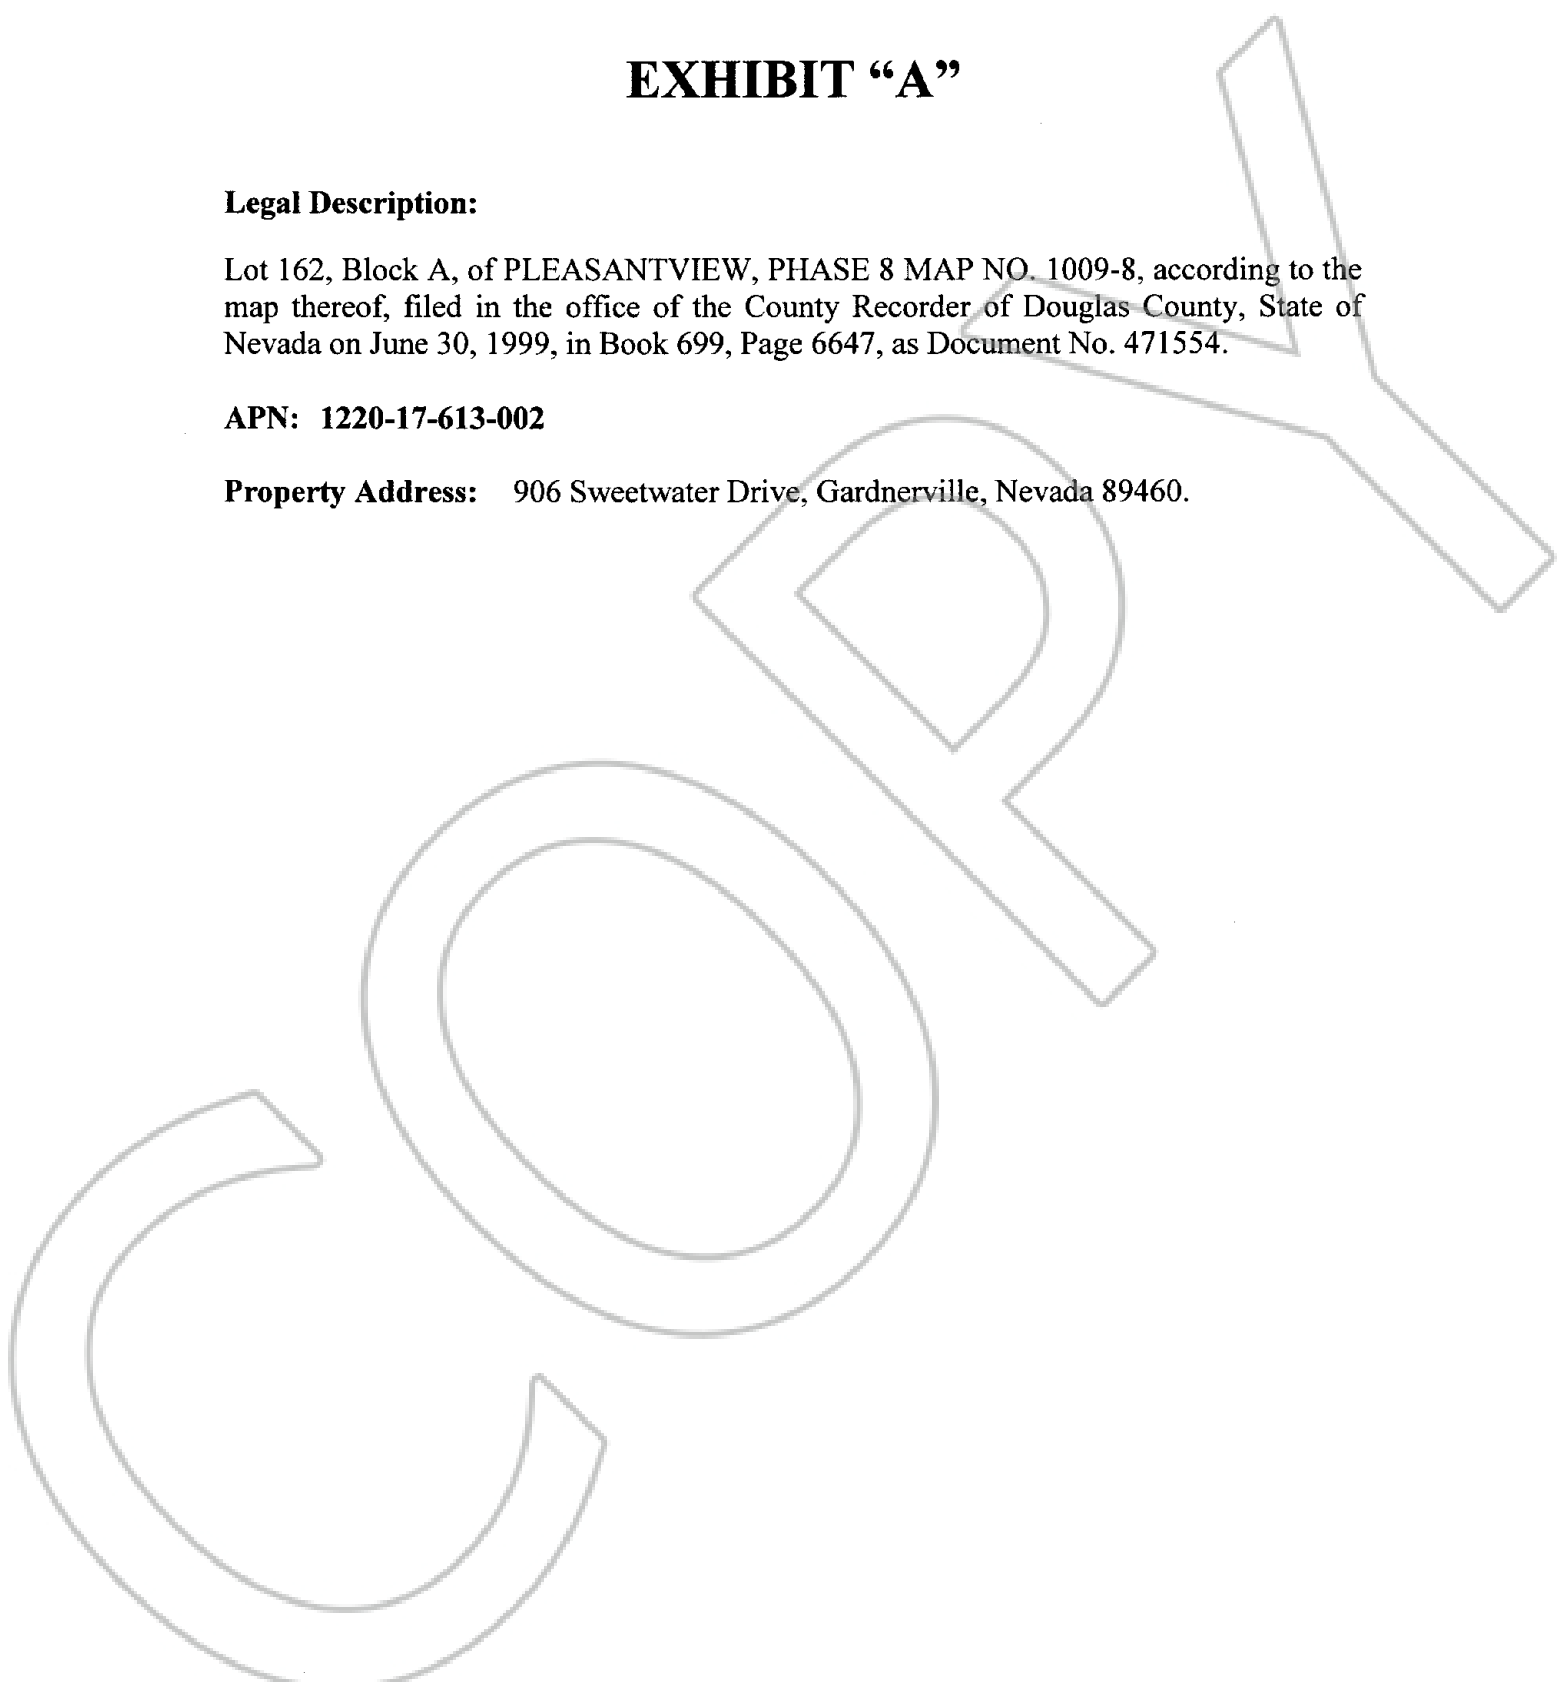 EXHIBIT “A”
Legal Description:
Lot 162, Block A, of PLEASANTVIEW, PHASE 8 MAP NO. 1009-8, according to the
map thereof, filed in the office of the County Recorder of Douglas County, State of
Nevada on June 30, 1999, in Book 699, Page 6647, as Document No. 471554.
APN: 1220-17-613-002
Property Address: 906 Sweetwater Drive, Gardnerville, Nevada 89460.
COPY